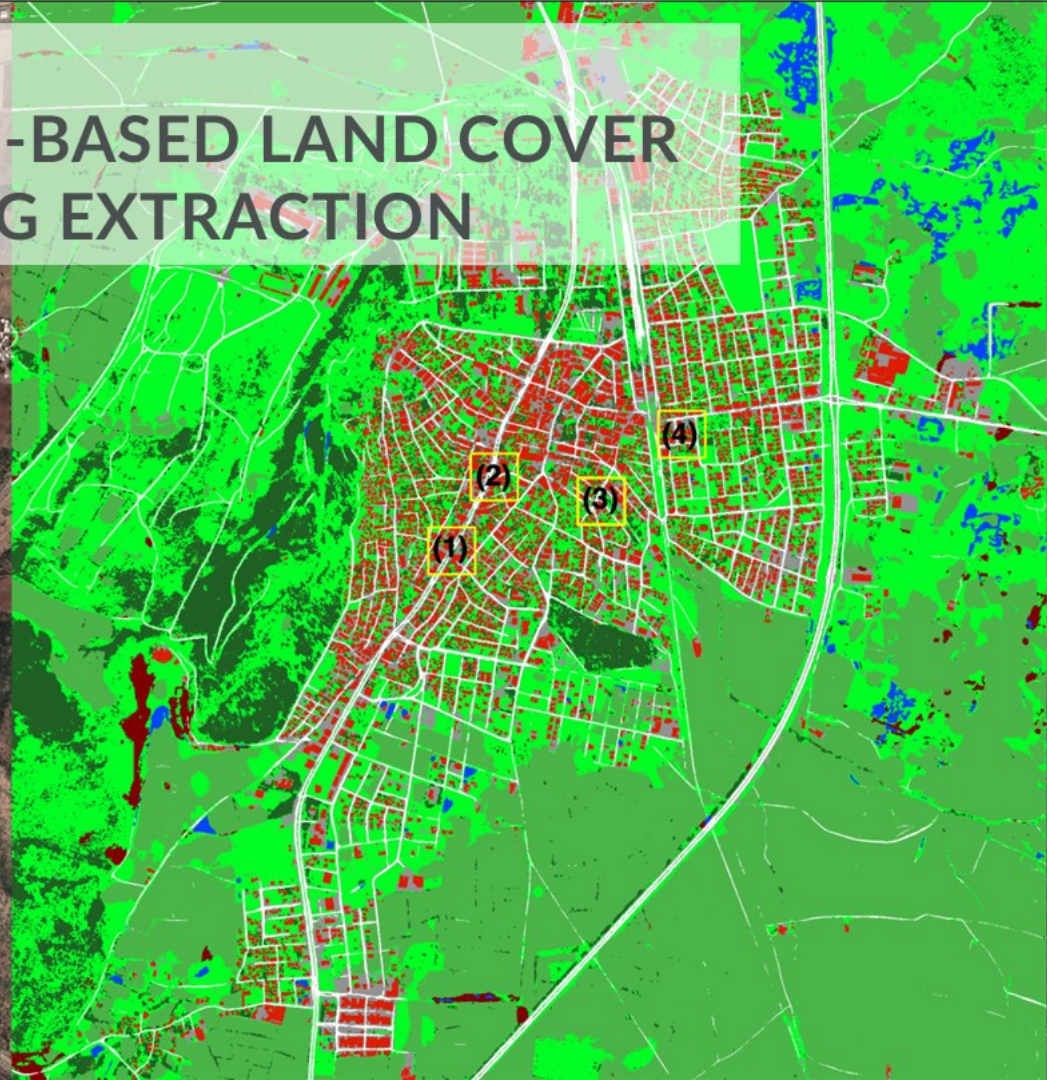 -BASED LAND COVER
G EXTRACTION
(4)
(2)
(3)
(1)